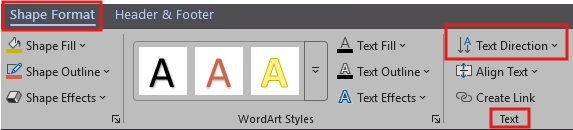 Shape Format Header & Footer
Shape Fill Text Fill Text Direction
A A A
Shape Outline Text Outline Align Text
Shape Effects Text Effects Create Link
WordArt Styles Text